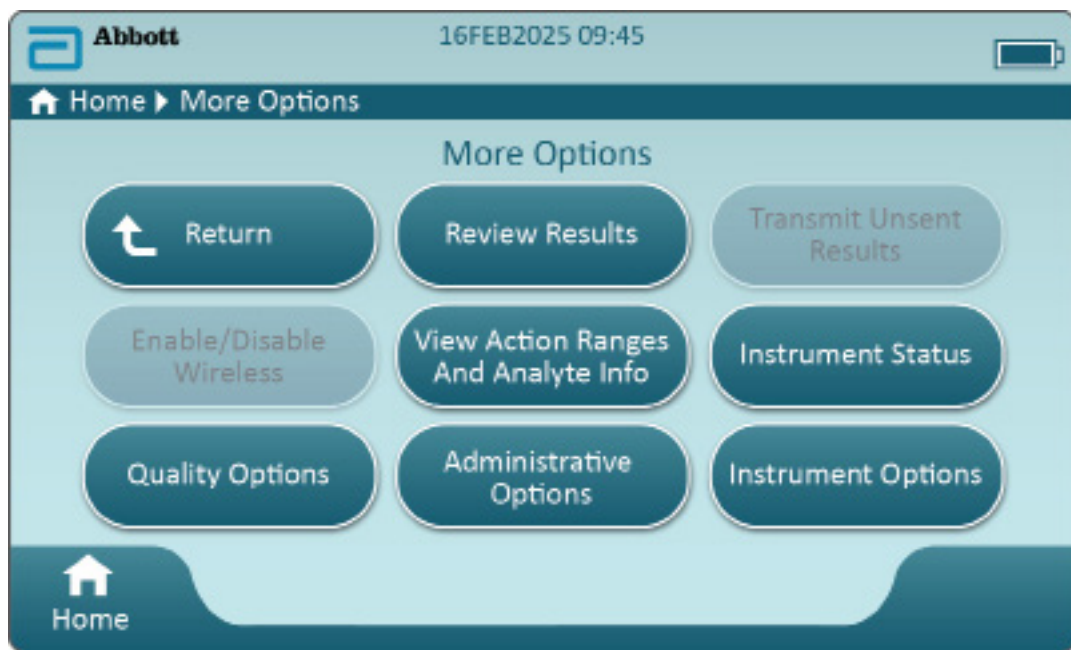 Abbott
16FEB2025 09:45
Home
More Options
More Options
Return
Review Results
Transmit Unsent
Results
Enable/Disable
Wireless
View Action Ranges
And Analyte Info
Instrument Status
Quality Options
Administrative
Options
Instrument Options
Home